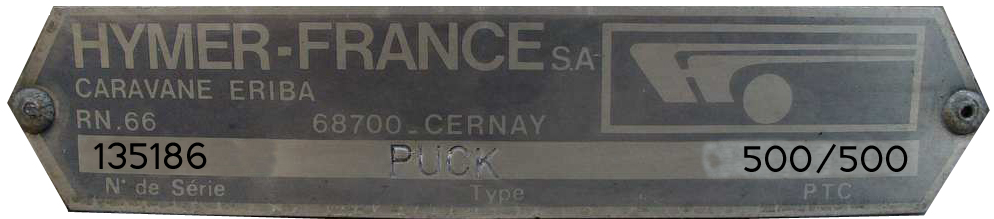 HYMER-FRANCE S.A
CARAVANE ERIBA
RN.66 68700-CERNAY
135186 PUCK 500/500
N° de Série Type PTC